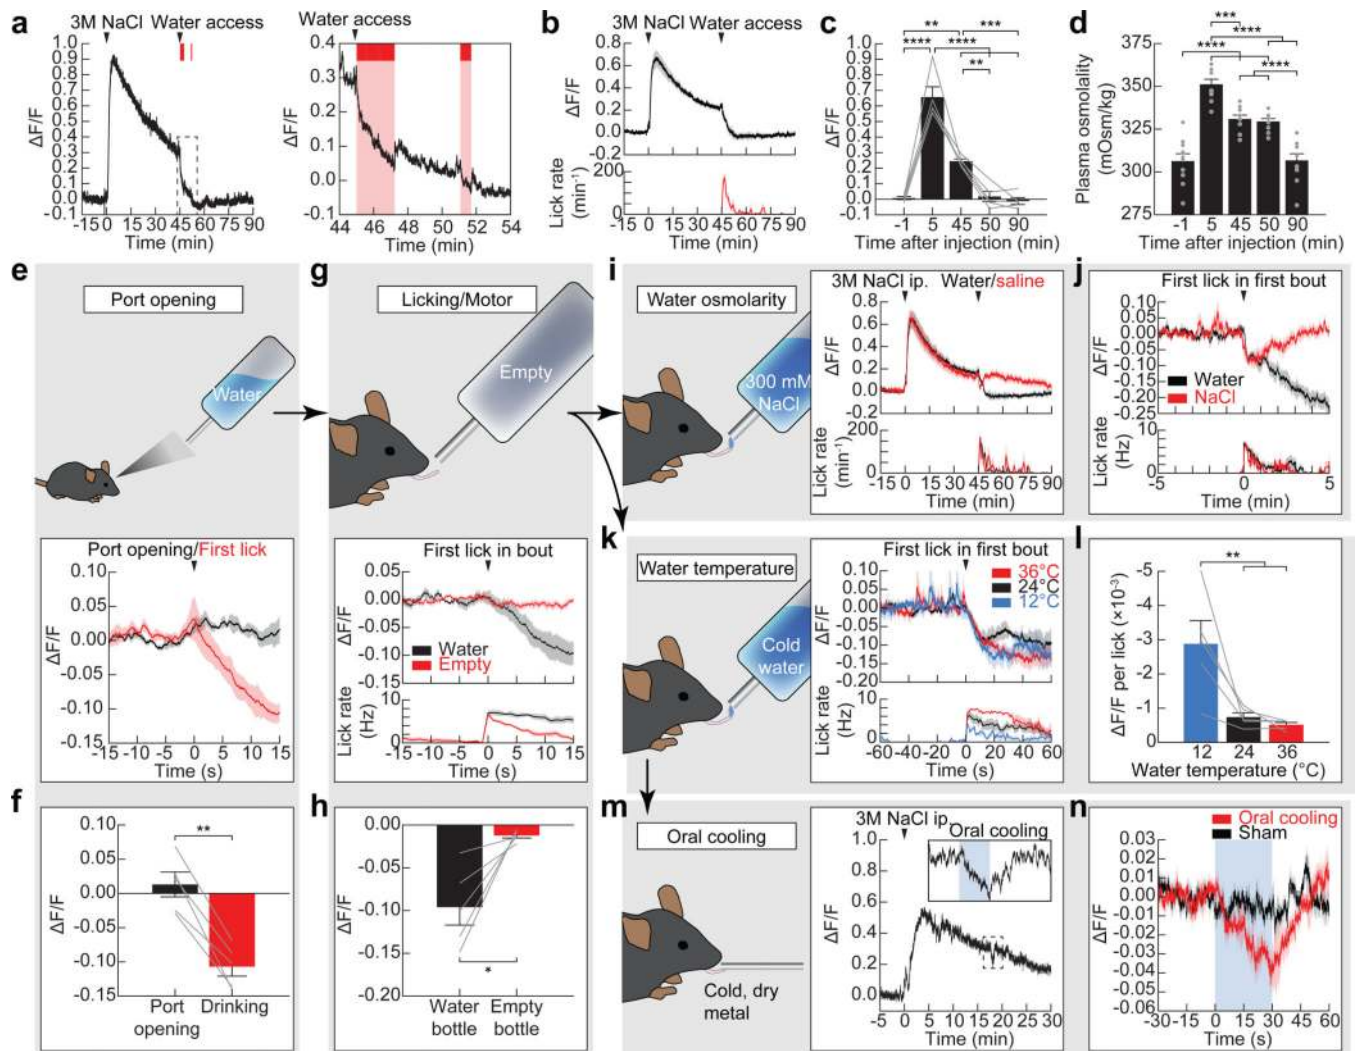 a
3M NaCl Water access
ΔF/F
1.0
0.9
0.8
0.7
0.6
0.5
0.4
0.3
0.2
0.1
0.0
-0.1
-15 0 15 30 45 60 75 90
Time (min)
Water access
ΔF/F
0.4
0.3
0.2
0.1
0.0
-0.1
44 46 48 50 52 54
Time (min)
b
3M NaCl Water access
ΔF/F
1.0
0.8
0.6
0.4
0.2
0.0
-0.2
Lick rate
(min⁻¹)
200
100
0
-15 0 15 30 45 60 75 90
Time (min)
c
** ***
**** ****
**
ΔF/F
1.0
0.9
0.8
0.7
0.6
0.5
0.4
0.3
0.2
0.1
0.0
-0.1
-1 5 45 50 90
Time after injection (min)
d
***
****
****
****
Plasma osmolality
(mOsm/kg)
375
350
325
300
275
-1 5 45 50 90
Time after injection (min)
e
Port opening
Water
Port opening/First lick
ΔF/F
0.10
0.05
0.00
-0.05
-0.10
-0.15
-15 -10 -5 0 5 10 15
Time (s)
f
**
ΔF/F
0.10
0.05
0.00
-0.05
-0.10
-0.15
Port Drinking
opening
g
Licking/Motor
Empty
First lick in bout
ΔF/F
0.05
0.00
-0.05
-0.10
-0.15
Water
Empty
Lick rate
(Hz)
10
0
-15 -10 -5 0 5 10 15
Time (s)
h
ΔF/F
0.00
-0.05
-0.10
-0.15
-0.20
*
Water Empty
bottle bottle
i
Water osmolarity
300 mM
NaCl
3M NaCl ip. Water/saline
ΔF/F
0.8
0.6
0.4
0.2
0.0
-0.2
Lick rate
(min⁻¹)
200
100
0
-15 0 15 30 45 60 75 90
Time (min)
j
First lick in first bout
ΔF/F
0.10
0.05
0.00
-0.05
-0.10
-0.15
-0.20
-0.25
Water
NaCl
Lick rate
(Hz)
10
0
-5 0 5
Time (min)
k
Water temperature
Cold
water
First lick in first bout
36°C
24°C
12°C
ΔF/F
0.10
0.05
0.00
-0.05
-0.10
-0.15
-0.20
Lick rate
(Hz)
10
0
-60 -40 -20 0 20 40 60
Time (s)
l
**
ΔF/F per lick (×10⁻³)
-5
-4
-3
-2
-1
0
12 24 36
Water temperature (°C)
m
Oral cooling
Cold, dry
metal
3M NaCl ip.
Oral cooling
ΔF/F
1.0
0.8
0.6
0.4
0.2
0.0
-5 0 5 10 15 20 25 30
Time (min)
n
Oral cooling
Sham
ΔF/F
0.03
0.02
0.01
0.00
-0.01
-0.02
-0.03
-0.04
-0.05
-0.06
-30 -15 0 15 30 45 60
Time (s)